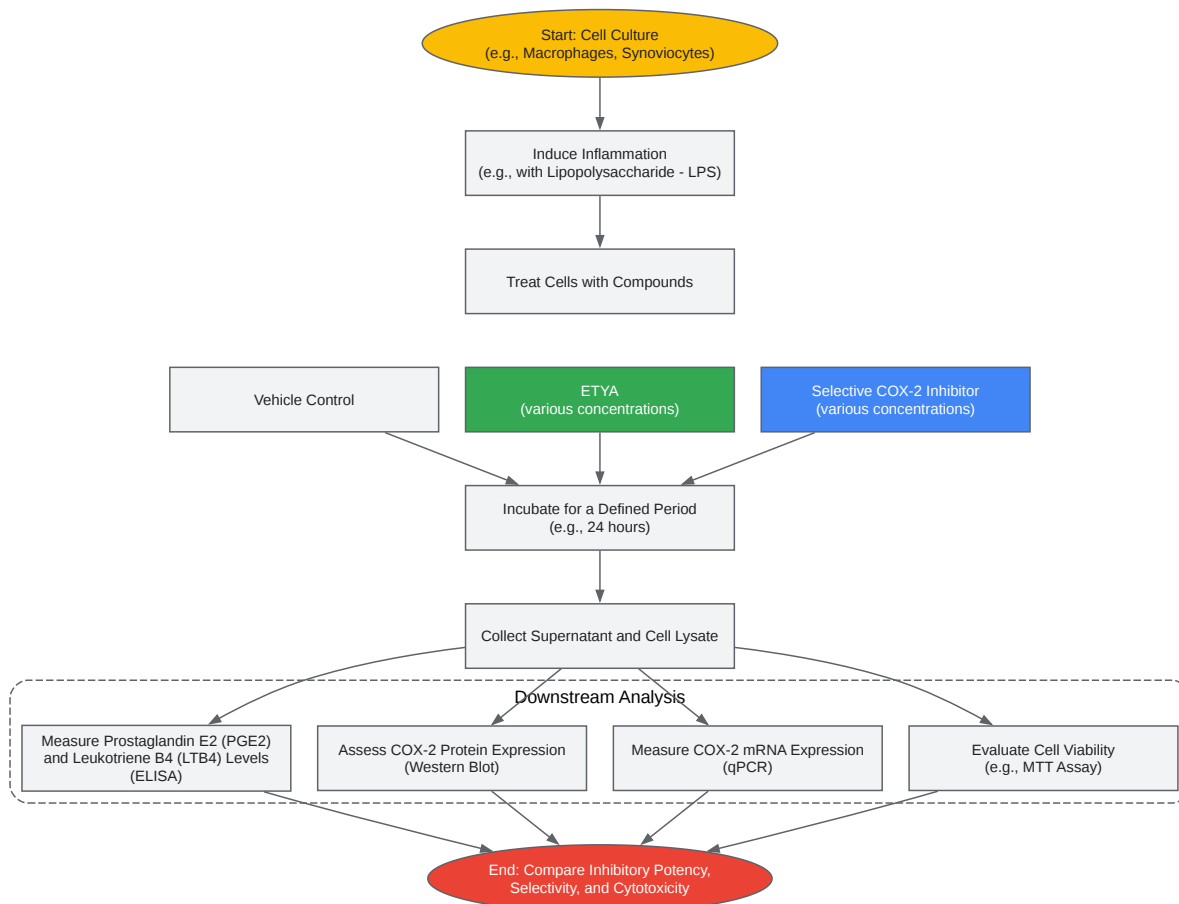 Start: Cell Culture
(e.g., Macrophages, Synoviocytes)
Induce Inflammation
(e.g., with Lipopolysaccharide - LPS)
Treat Cells with Compounds
Vehicle Control
ETYA
(various concentrations)
Selective COX-2 Inhibitor
(various concentrations)
Incubate for a Defined Period
(e.g., 24 hours)
Collect Supernatant and Cell Lysate
Downstream Analysis
Measure Prostaglandin E2 (PGE2)
and Leukotriene B4 (LTB4) Levels
(ELISA)
Assess COX-2 Protein Expression
(Western Blot)
Measure COX-2 mRNA Expression
(qPCR)
Evaluate Cell Viability
(e.g., MTT Assay)
End: Compare Inhibitory Potency,
Selectivity, and Cytotoxicity